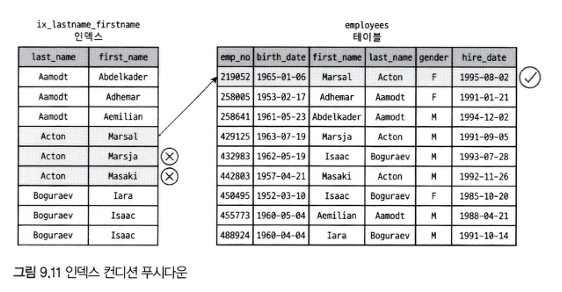 ix_lastname_firstname
인덱스
last_name first_name
Aamodt Abdelkader
Aamodt Adhemar
Aamodt Aemilian
Acton Marsal
Acton Marsja
Acton Masaki
Boguraev Iara
Boguraev Isaac
Boguraev Isaac
employees
테이블
emp_no birth_date first_name last_name gender hire_date
219052 1965-01-06 Marsal Acton F 1995-08-02
258005 1953-02-17 Adhemar Aamodt F 1991-01-21
258641 1961-05-23 Abdelkader Aamodt M 1994-12-02
429125 1963-07-19 Marsja Acton M 1991-09-05
432983 1962-05-19 Isaac Boguraev M 1993-07-28
442803 1957-04-21 Masaki Acton M 1992-11-26
450495 1952-03-10 Isaac Boguraev F 1985-10-20
455773 1960-05-04 Aemilian Aamodt M 1988-04-21
488924 1960-04-04 Iara Boguraev M 1991-10-14
그림 9.11 인덱스 컨디션 푸시다운